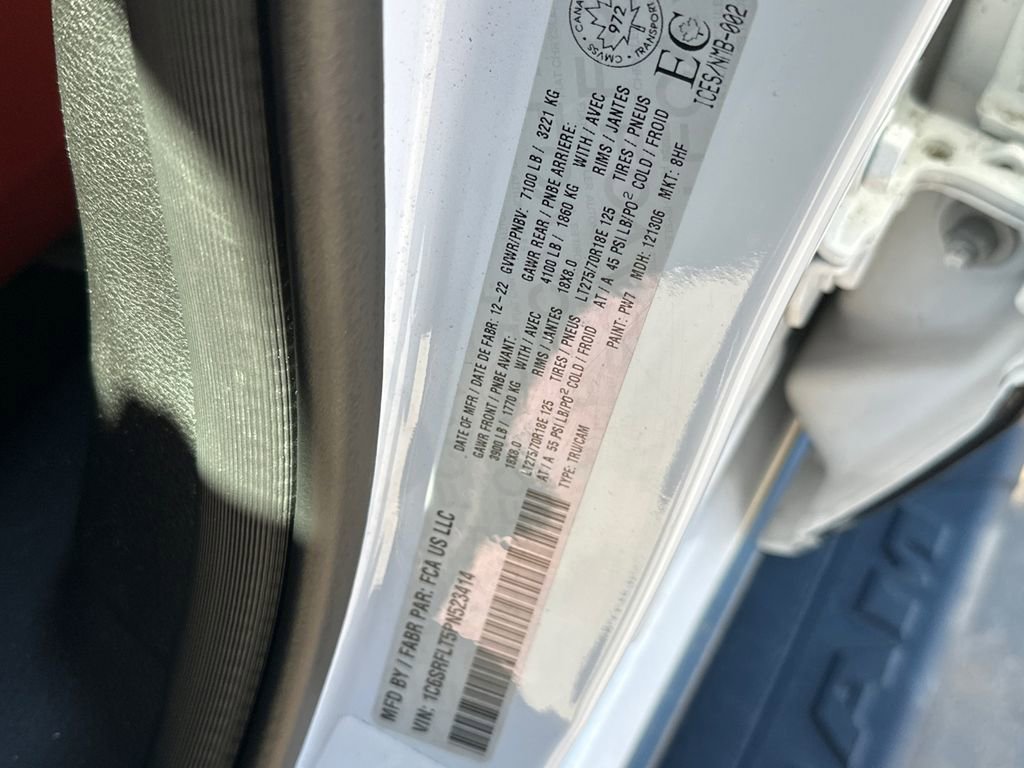 MFD BY / FABR PAR: FCA US LLC
VIN: 1C6SRFLT5PN523414
DATE OF MFR / DATE DE FABR: 12-22 GVWR/PNBV: 7100 LB / 3221 KG
GAWR FRONT / PNBE AVANT: GAWR REAR / PNBE ARRIERE:
3900 LB / 1770 KG WITH / AVEC 4100 LB / 1860 KG WITH / AVEC
18X8.0 RIMS / JANTES 18X8.0 RIMS / JANTES
LT275/70R18E 125 TIRES / PNEUS LT275/70R18E 125 TIRES / PNEUS
AT / A 55 PSI/LB/PO² COLD / FROID AT / A 45 PSI/LB/PO² COLD / FROID
TYPE: TRU/CAM PAINT: PW7 MDH: 121306 MKT: 8HF
CANA
972
CMVSS
TRANSPORT
EC
ICES/NMB-002
RAM